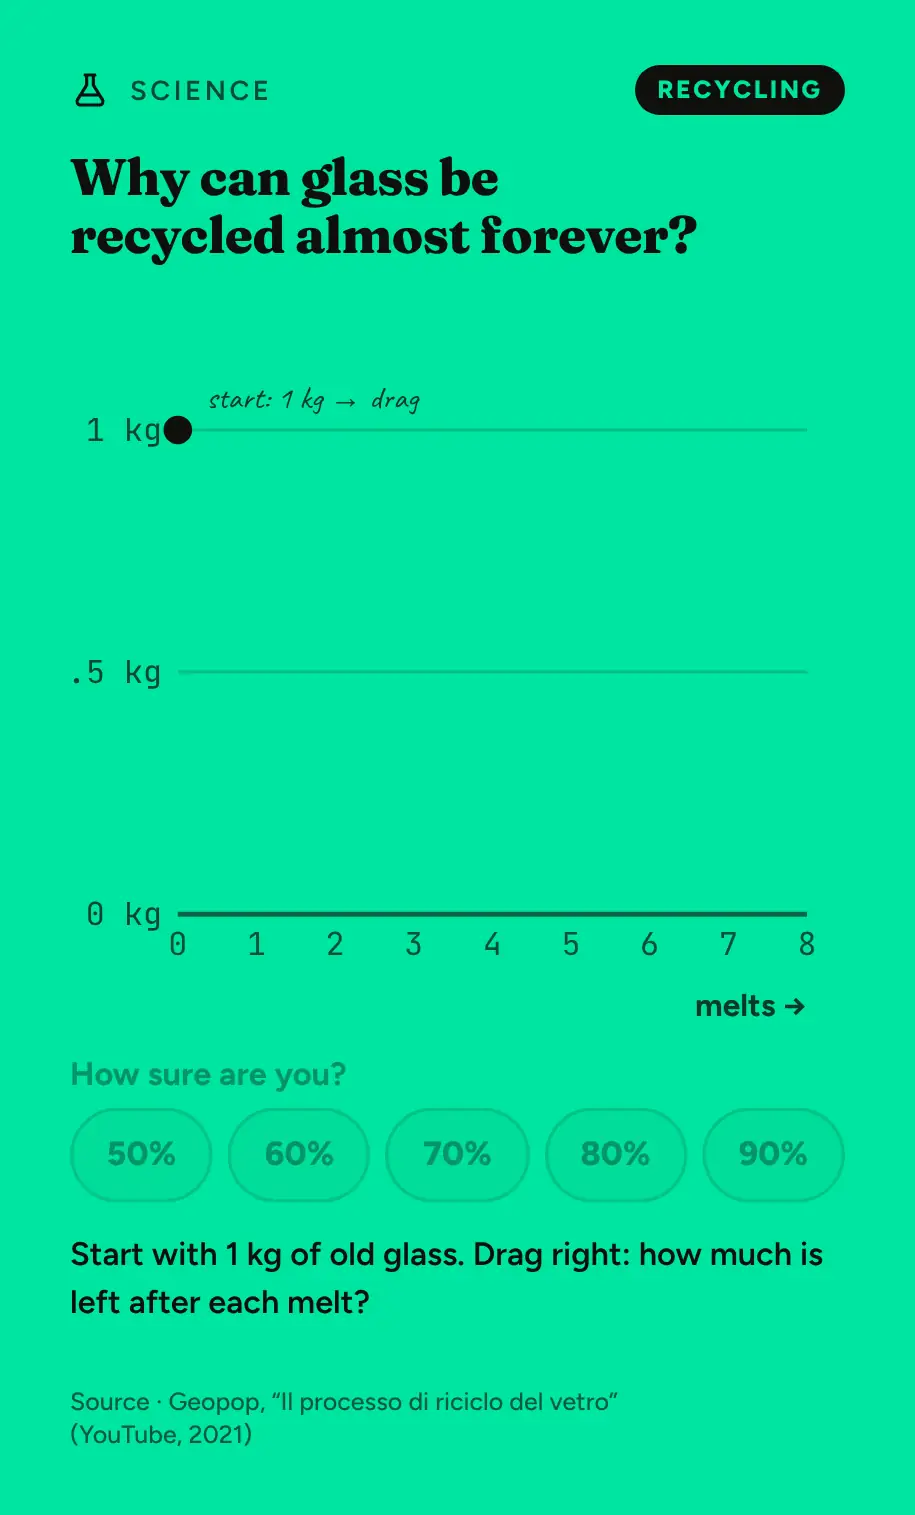 SCIENCE
RECYCLING
Why can glass be
recycled almost forever?
start: 1 kg → drag
1 kg
.5 kg
0 kg
0 1 2 3 4 5 6 7 8
melts →
How sure are you?
50% 60% 70% 80% 90%
Start with 1 kg of old glass. Drag right: how much is
left after each melt?
Source · Geopop, “Il processo di riciclo del vetro”
(YouTube, 2021)